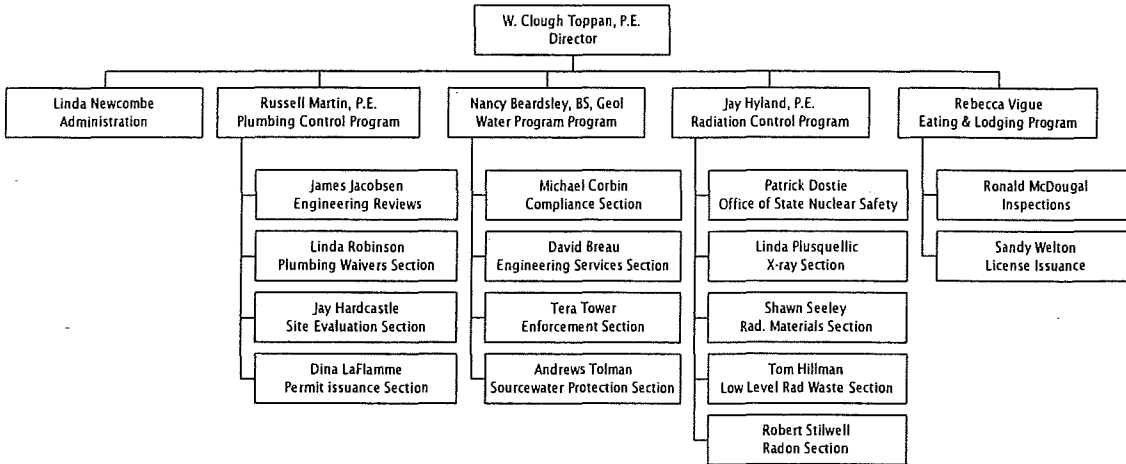 W. Clough Toppan, P.E.
Director
Linda Newcombe
Administration
Russell Martin, P.E.
Plumbing Control Program
Nancy Beardsley, BS, Geol
Water Program Program
Jay Hyland, P.E.
Radiation Control Program
Rebecca Vigue
Eating & Lodging Program
James Jacobsen
Engineering Reviews
Linda Robinson
Plumbing Waivers Section
Jay Hardcastle
Site Evaluation Section
Dina LaFlamme
Permit issuance Section
Michael Corbin
Compliance Section
David Breau
Engineering Services Section
Tera Tower
Enforcement Section
Andrews Tolman
Sourcewater Protection Section
Patrick Dostie
Office of State Nuclear Safety
Linda Plusquellic
X-ray Section
Shawn Seeley
Rad. Materials Section
Tom Hillman
Low Level Rad Waste Section
Robert Stilwell
Radon Section
Ronald McDougal
Inspections
Sandy Welton
License Issuance